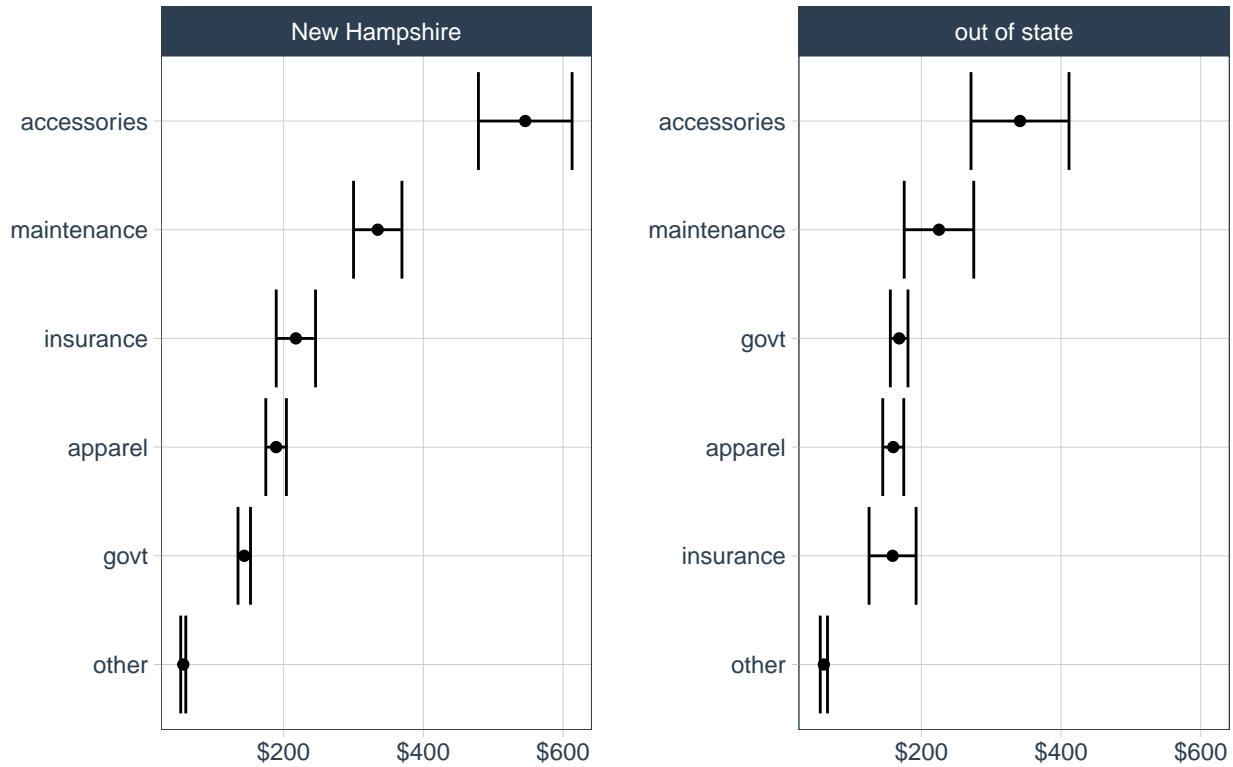 New Hampshire
accessories
maintenance
insurance
apparel
govt
other
$200 $400 $600
out of state
accessories
maintenance
govt
apparel
insurance
other
$200 $400 $600